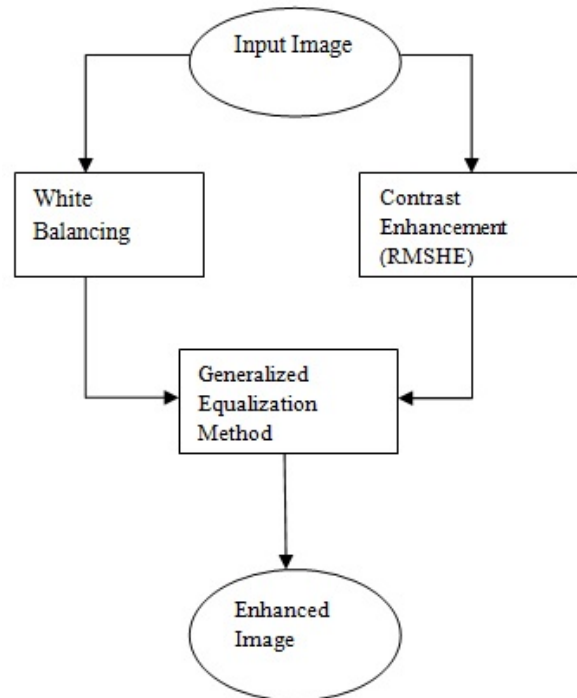 Input Image
White
Balancing
Contrast
Enhancement
(RMSHE)
Generalized
Equalization
Method
Enhanced
Image